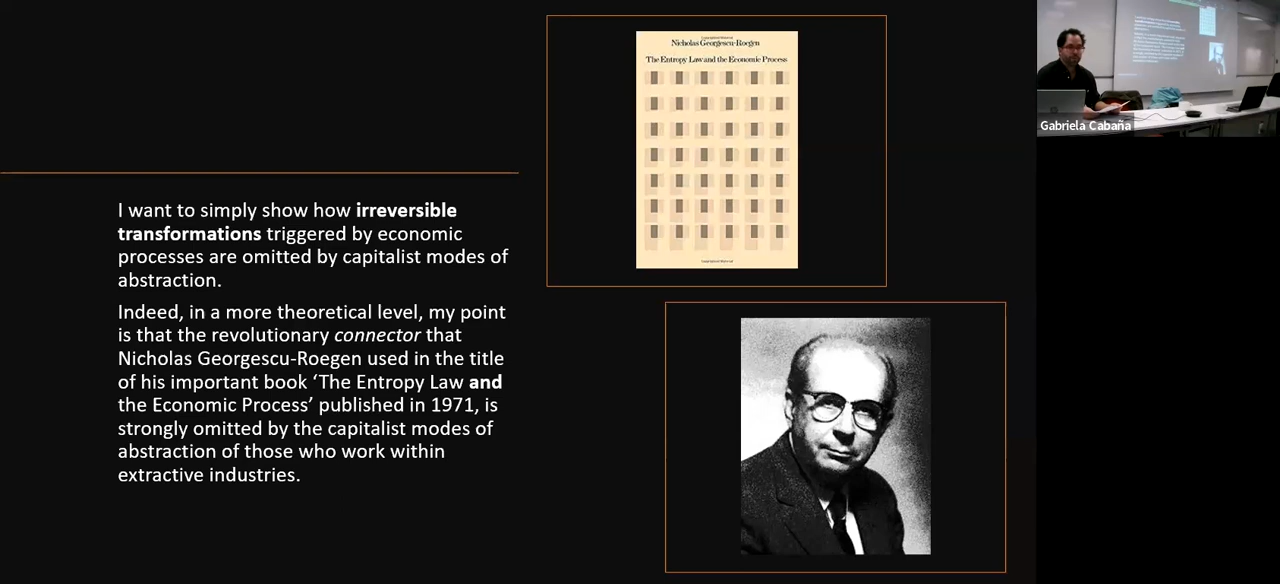 I want to simply show how irreversible
transformations triggered by economic
processes are omitted by capitalist modes of
abstraction.
Indeed, in a more theoretical level, my point
is that the revolutionary connector that
Nicholas Georgescu-Roegen used in the title
of his important book ‘The Entropy Law and
the Economic Process’ published in 1971, is
strongly omitted by the capitalist modes of
abstraction of those who work within
extractive industries.
Nicholas Georgescu-Roegen
The Entropy Law and the Economic Process
Gabriela Cabaña